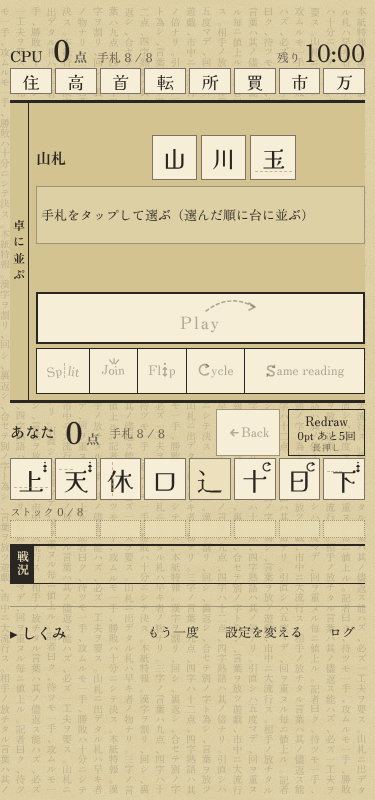 CPU 0点 手札 8 / 8 残り 10:00
住 高 首 転 所 買 市 万
卓に並ぶ
山札 山 川 玉
手札をタップして選ぶ（選んだ順に台に並ぶ）
Play
Split Join Flip Cycle Same reading
あなた 0点 手札 8 / 8
←Back
Redraw
0pt あと5回
長押し
上 天 休 口 辶 十 日 下
ストック 0 / 8
戦況
▶ しくみ もう一度 設定を変える ログ